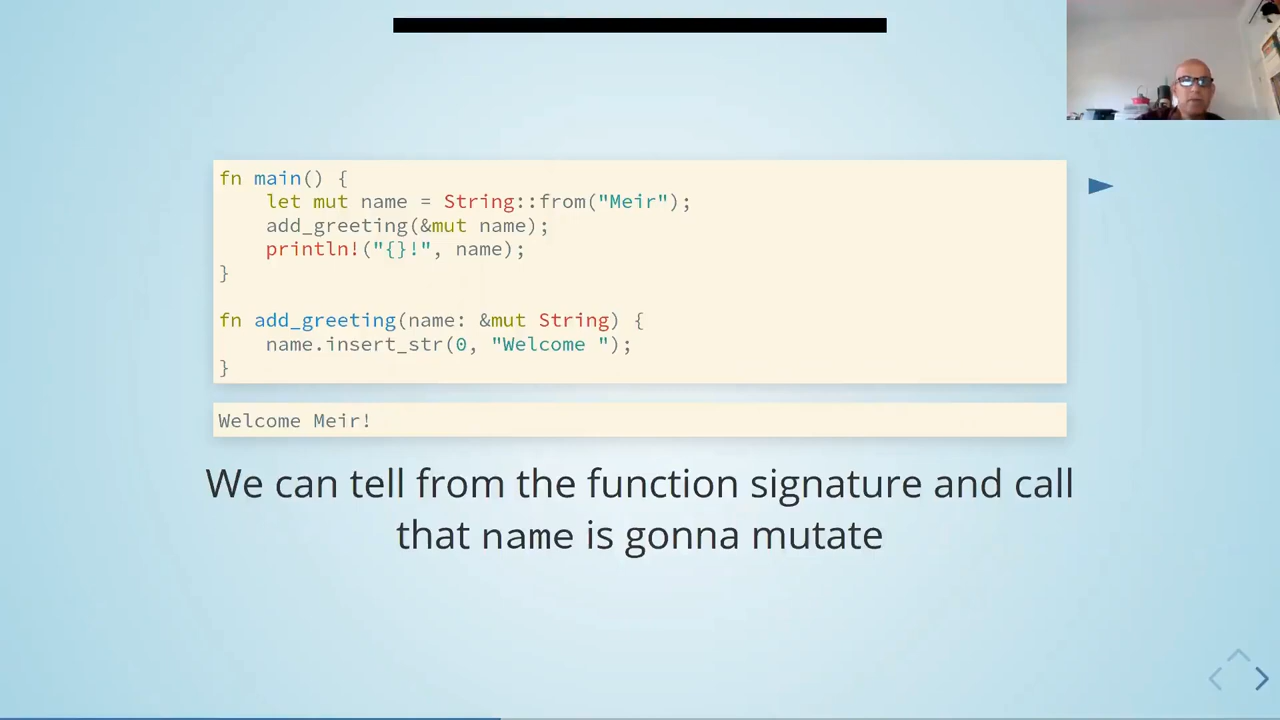 fn main() {
    let mut name = String::from("Meir");
    add_greeting(&mut name);
    println!("{}!", name);
}
fn add_greeting(name: &mut String) {
    name.insert_str(0, "Welcome ");
}
Welcome Meir!
We can tell from the function signature and call
that name is gonna mutate